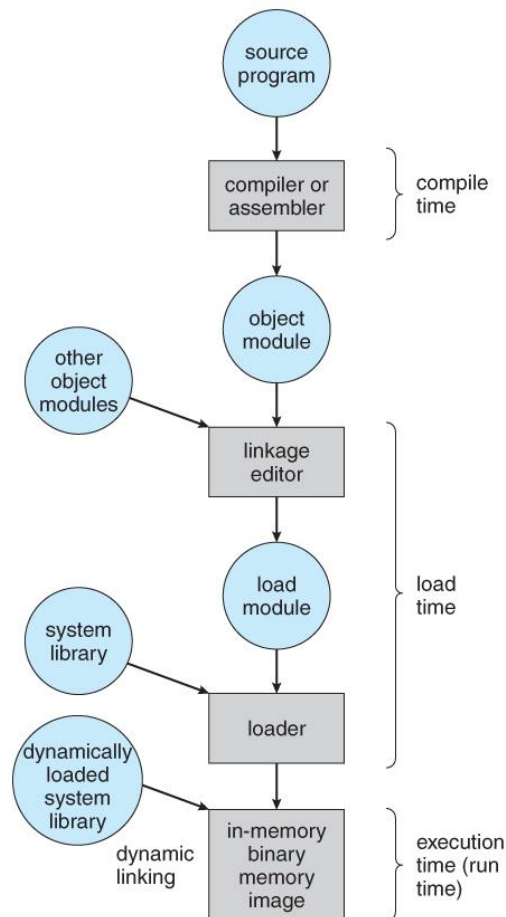 source
program
compiler or
assembler
compile
time
object
module
other
object
modules
linkage
editor
load
module
load
time
system
library
loader
dynamically
loaded
system
library
dynamic
linking
in-memory
binary
memory
image
execution
time (run
time)